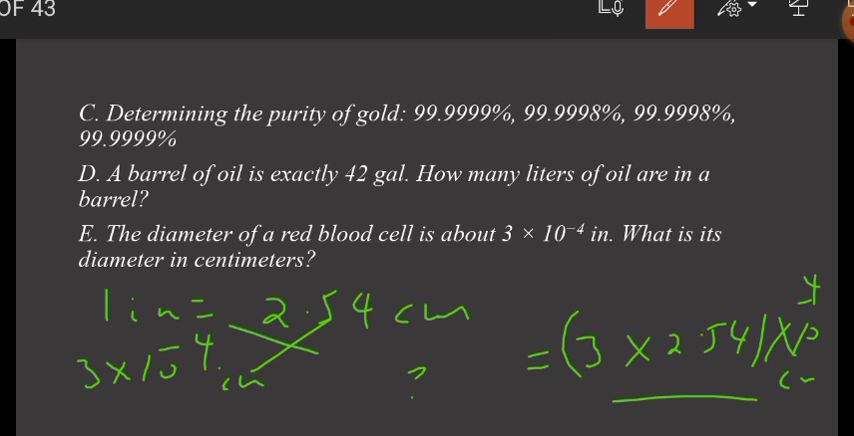 OF 43
C. Determining the purity of gold: 99.9999%, 99.9998%, 99.9998%,
99.9999%
D. A barrel of oil is exactly 42 gal. How many liters of oil are in a
barrel?
E. The diameter of a red blood cell is about 3 × 10⁻⁴ in. What is its
diameter in centimeters?
1 in = 2.54 cm
3 × 10⁻⁴ in ?
= (3 × 2.54) × 10⁻⁴
cm